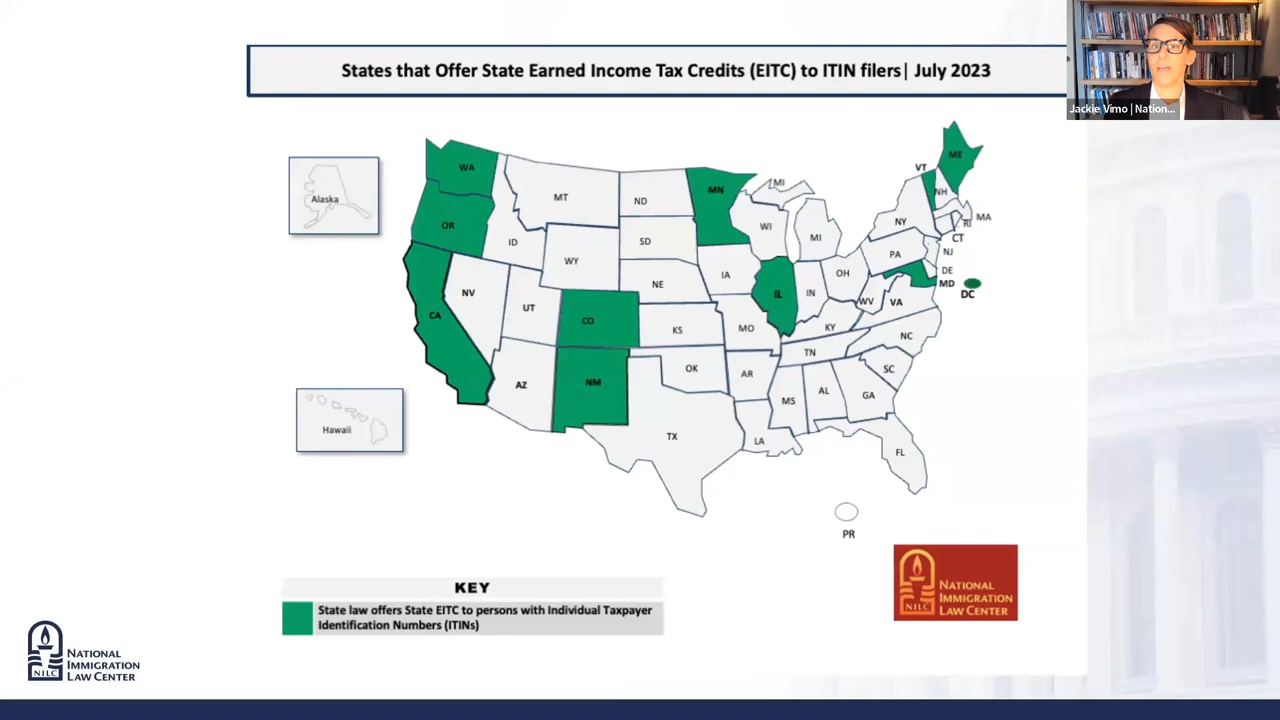 States that Offer State Earned Income Tax Credits (EITC) to ITIN filers| July 2023
Jackie Vimo | Nation...
Alaska
Hawaii
WA
OR
CA
NV
ID
MT
WY
UT
AZ
CO
NM
ND
SD
NE
KS
OK
TX
MN
IA
MO
AR
LA
WI
IL
MI
MI
IN
OH
KY
TN
MS
AL
GA
FL
SC
NC
VA
WV
PA
NY
VT
NH
ME
MA
RI
CT
NJ
DE
MD
DC
PR
KEY
State law offers State EITC to persons with Individual Taxpayer
Identification Numbers (ITINs)
NILC
NATIONAL
IMMIGRATION
LAW CENTER
NILC
NATIONAL
IMMIGRATION
LAW CENTER